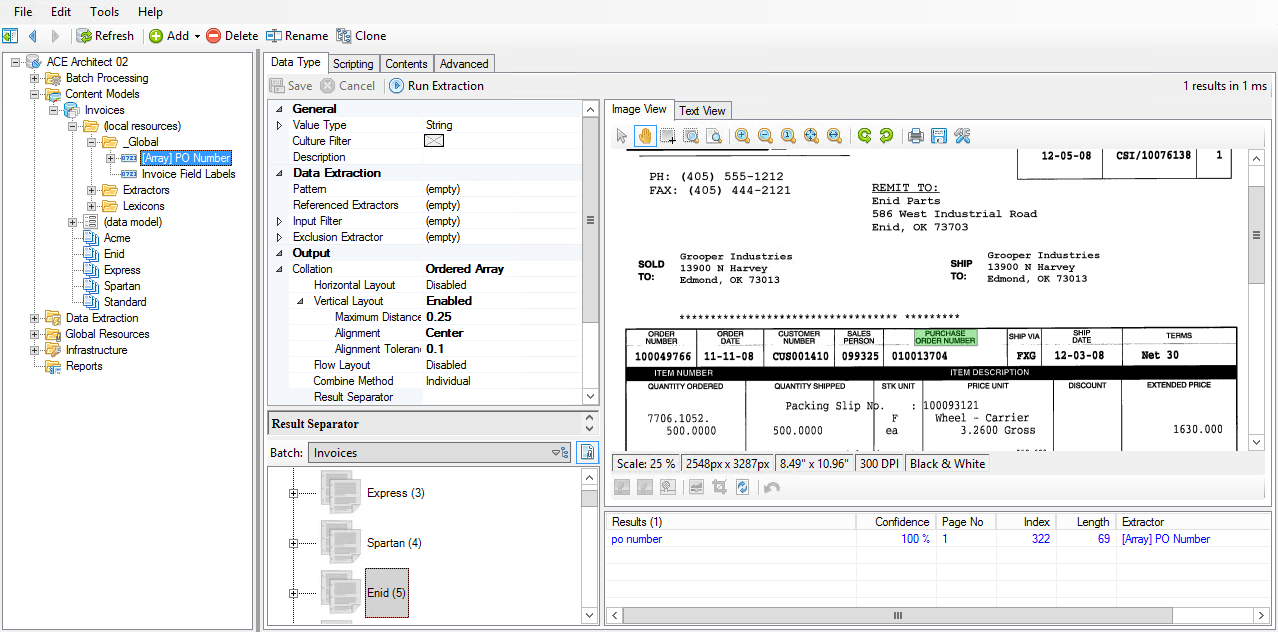 File Edit Tools Help
Refresh Add Delete Rename Clone
ACE Architect 02
Batch Processing
Content Models
Invoices
(local resources)
_Global
[Array] PO Number
Invoice Field Labels
Extractors
Lexicons
(data model)
Acme
Enid
Express
Spartan
Standard
Data Extraction
Global Resources
Infrastructure
Reports
Data Type Scripting Contents Advanced
Save Cancel Run Extraction 1 results in 1 ms
General
Value Type String
Culture Filter
Description
Data Extraction
Pattern (empty)
Referenced Extractors (empty)
Input Filter (empty)
Exclusion Extractor (empty)
Output
Collation Ordered Array
Horizontal Layout Disabled
Vertical Layout Enabled
Maximum Distance 0.25
Alignment Center
Alignment Toleran 0.1
Flow Layout Disabled
Combine Method Individual
Result Separator
Result Separator
Batch: Invoices
Express (3)
Spartan (4)
Enid (5)
Image View Text View
12-05-08 CSI/10076138 1
PH: (405) 555-1212
FAX: (405) 444-2121
REMIT TO:
Enid Parts
586 West Industrial Road
Enid, OK 73703
SOLD TO:
Grooper Industries
13900 N Harvey
Edmond, OK 73013
SHIP TO:
Grooper Industries
13900 N Harvey
Edmond, OK 73013
ORDER NUMBER ORDER DATE CUSTOMER NUMBER SALES PERSON PURCHASE ORDER NUMBER SHIP VIA SHIP DATE TERMS
100049766 11-11-08 CUS001410 099325 010013704 FXG 12-03-08 Net 30
ITEM NUMBER ITEM DESCRIPTION
QUANTITY ORDERED QUANTITY SHIPPED STK UNIT PRICE UNIT DISCOUNT EXTENDED PRICE
Packing Slip No. : 100093121
7706.1052. F Wheel - Carrier
500.0000 500.0000 ea 3.2600 Gross 1630.000
Scale: 25 % 2548px x 3287px 8.49" x 10.96" 300 DPI Black & White
Results (1) Confidence Page No Index Length Extractor
po number 100 % 1 322 69 [Array] PO Number